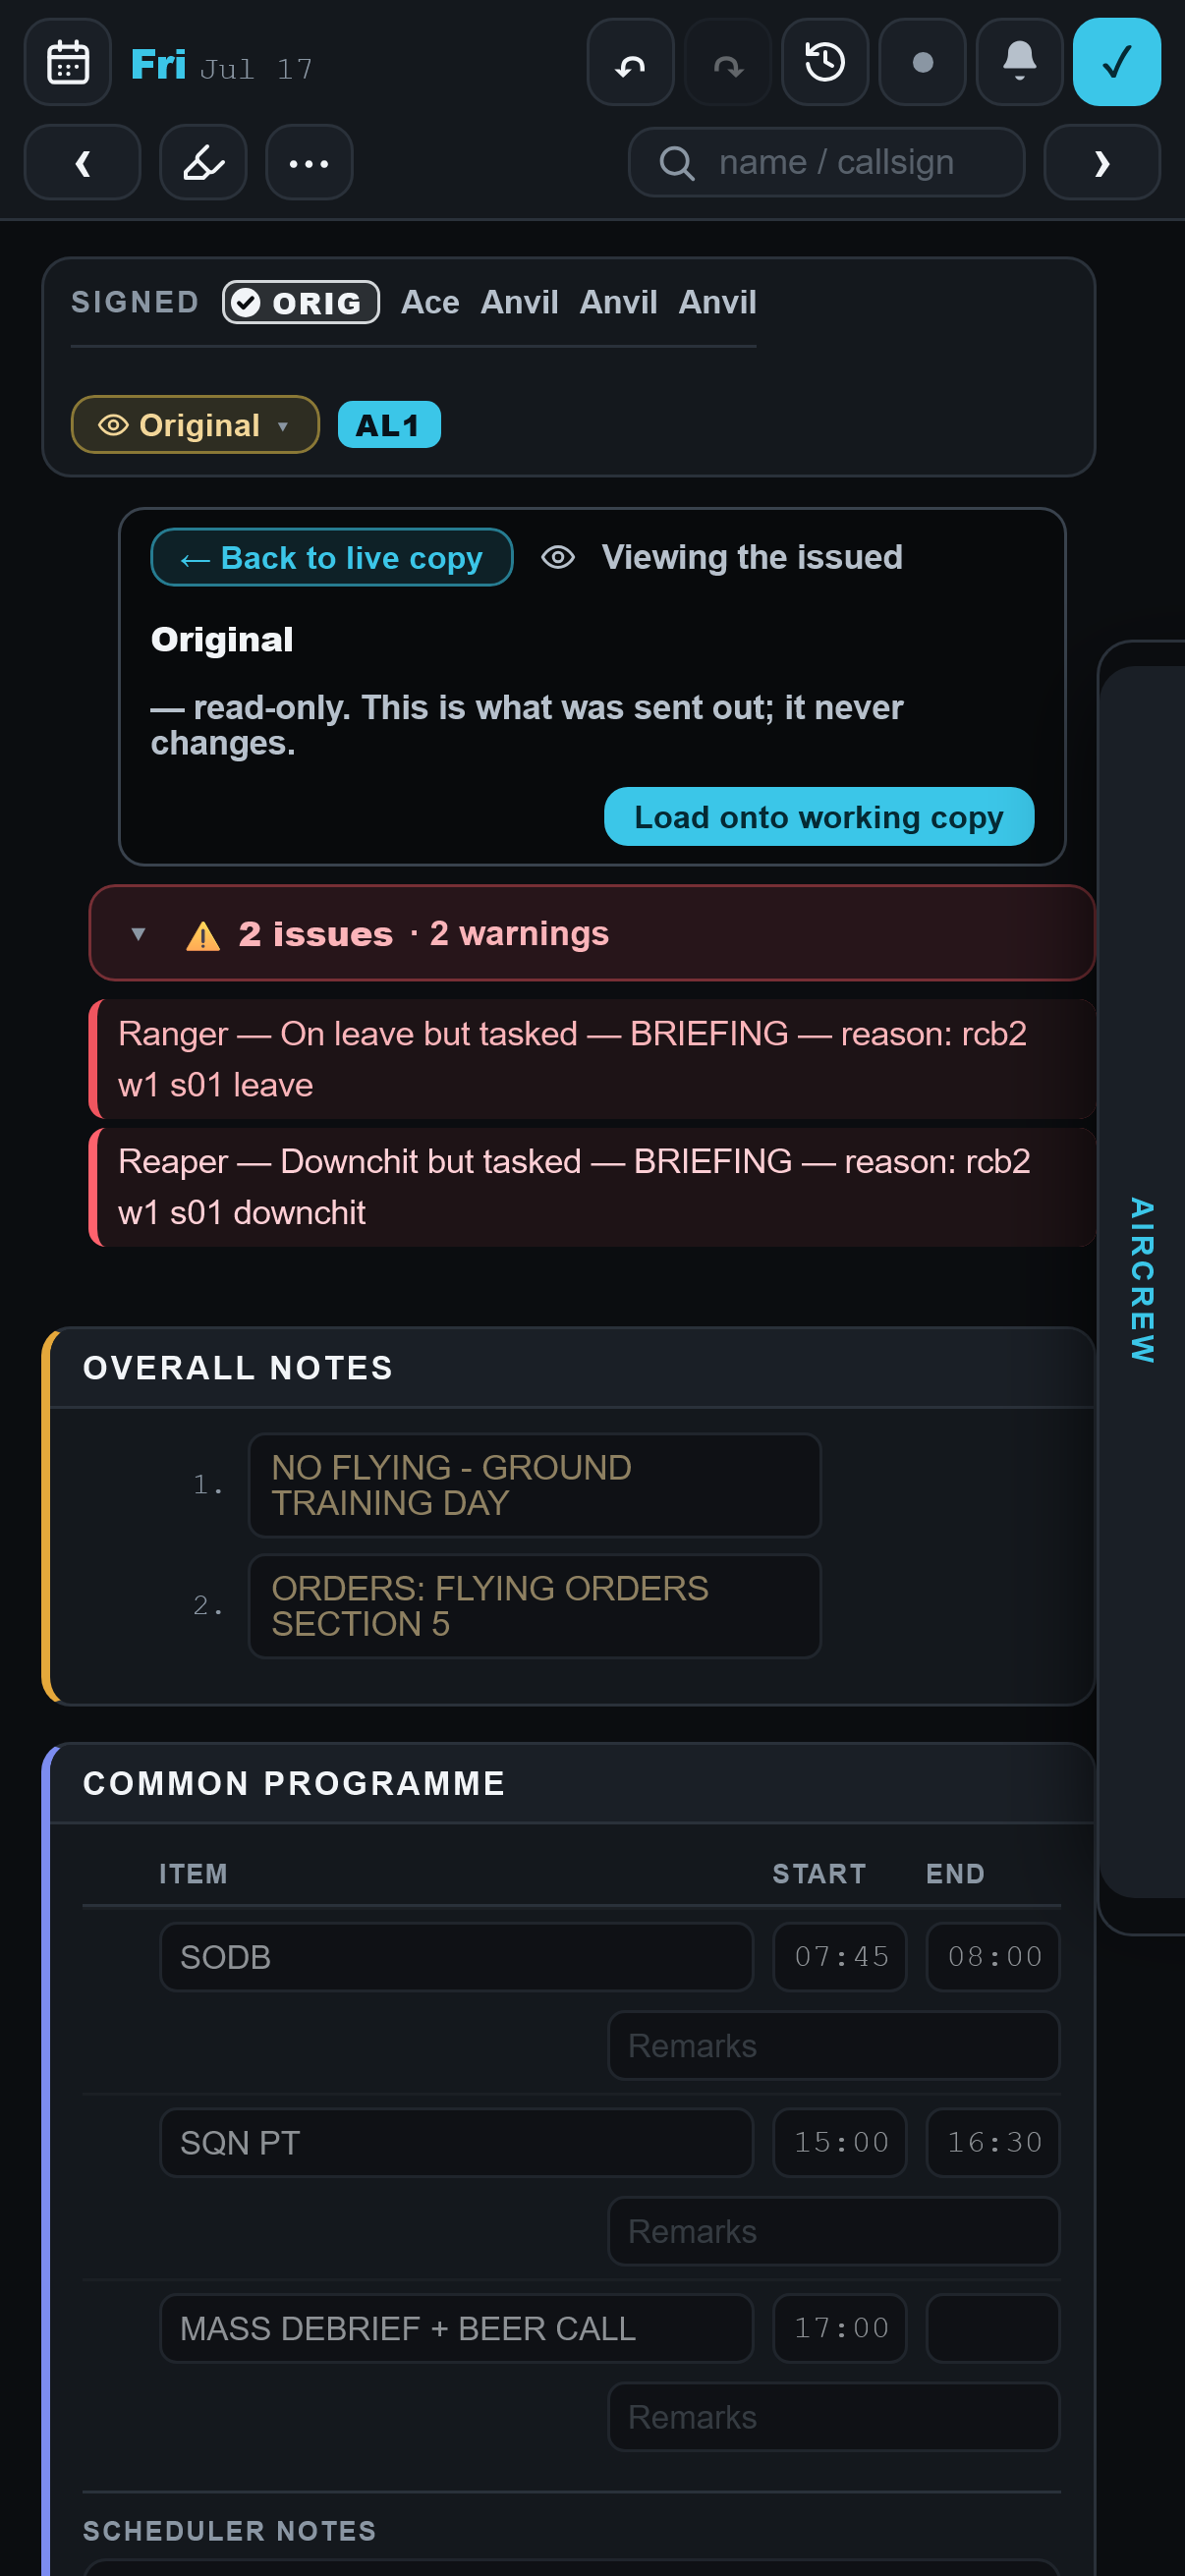 Fri Jul 17
name / callsign
SIGNED ORIG Ace Anvil Anvil Anvil
Original AL1
← Back to live copy Viewing the issued
Original
— read-only. This is what was sent out; it never
changes.
Load onto working copy
2 issues · 2 warnings
Ranger — On leave but tasked — BRIEFING — reason: rcb2
w1 s01 leave
Reaper — Downchit but tasked — BRIEFING — reason: rcb2
w1 s01 downchit
AIRCREW
OVERALL NOTES
1. NO FLYING - GROUND
TRAINING DAY
2. ORDERS: FLYING ORDERS
SECTION 5
COMMON PROGRAMME
ITEM START END
SODB 07:45 08:00
Remarks
SQN PT 15:00 16:30
Remarks
MASS DEBRIEF + BEER CALL 17:00
Remarks
SCHEDULER NOTES